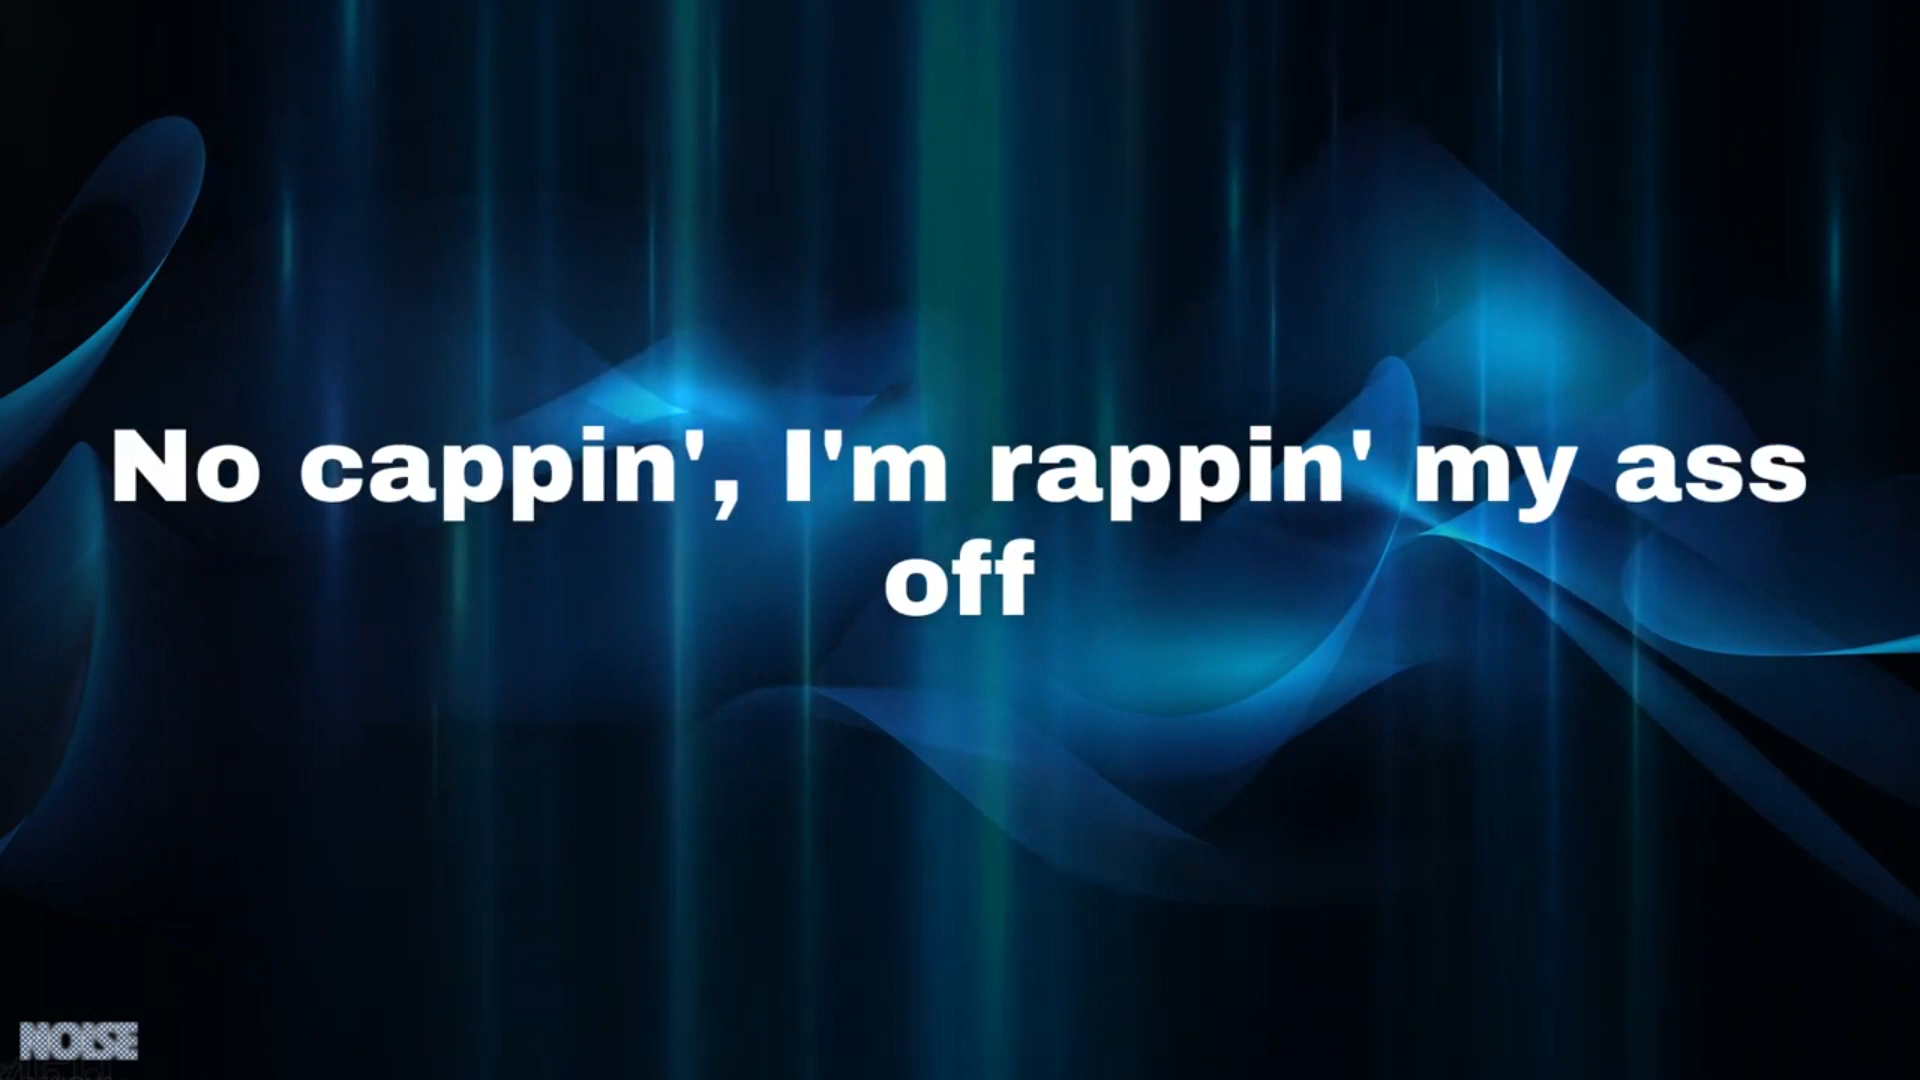 No cappin', I'm rappin' my ass
off
NOISE